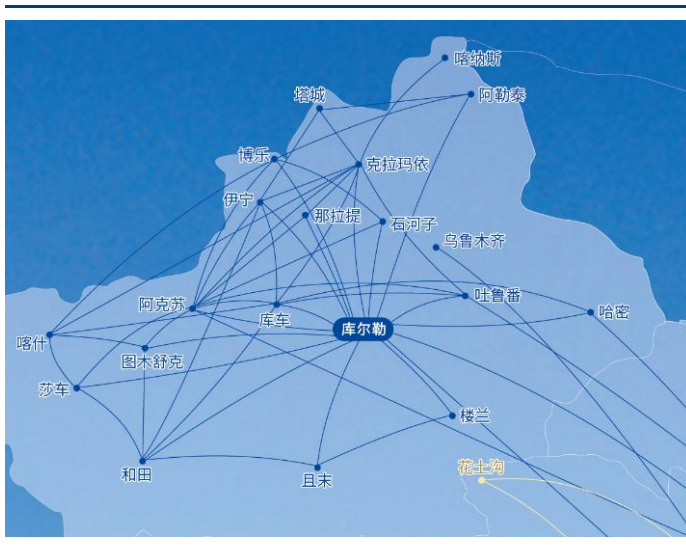 喀纳斯
塔城
阿勒泰
博乐
克拉玛依
伊宁
那拉提
石河子
乌鲁木齐
阿克苏
库车
吐鲁番
哈密
库尔勒
喀什
图木舒克
莎车
楼兰
和田
且末
花土沟